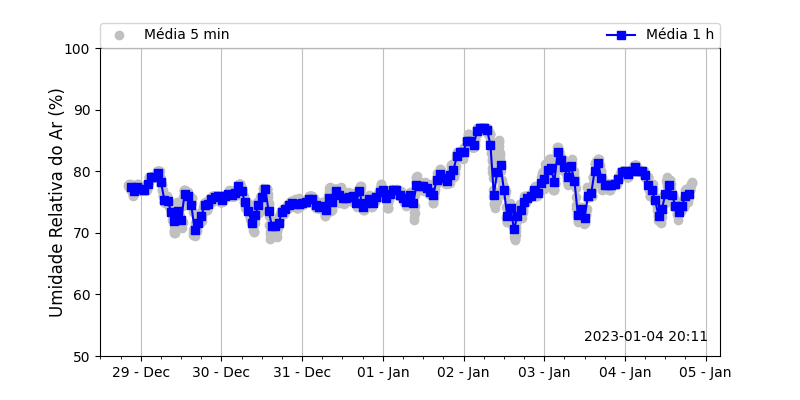 Média 5 min Média 1 h
100
90
80
70
60
50
Umidade Relativa do Ar (%)
2023-01-04 20:11
29 - Dec 30 - Dec 31 - Dec 01 - Jan 02 - Jan 03 - Jan 04 - Jan 05 - Jan